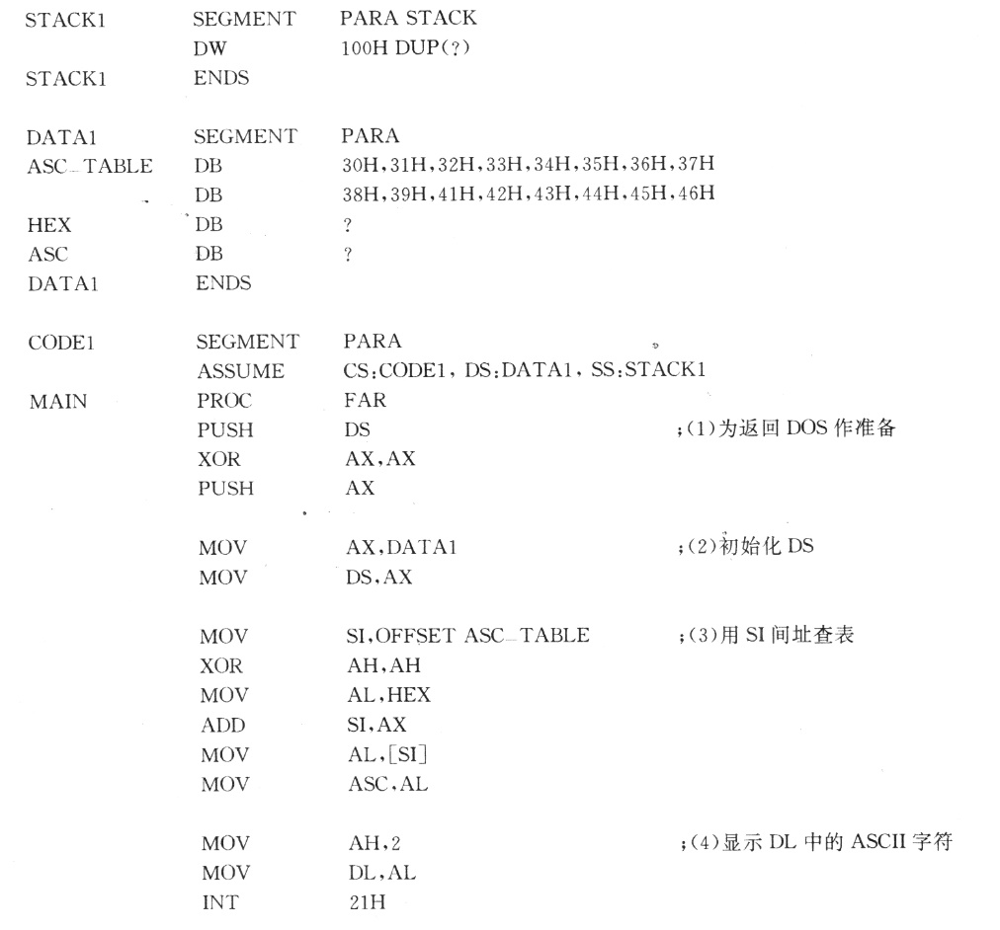 STACK1 SEGMENT PARA STACK
DW 100H DUP(?)
STACK1 ENDS
DATA1 SEGMENT PARA
ASC_TABLE DB 30H,31H,32H,33H,34H,35H,36H,37H
DB 38H,39H,41H,42H,43H,44H,45H,46H
HEX DB ?
ASC DB ?
DATA1 ENDS
CODE1 SEGMENT PARA
ASSUME CS:CODE1, DS:DATA1, SS:STACK1
MAIN PROC FAR
PUSH DS ;(1)为返回 DOS 作准备
XOR AX,AX
PUSH AX
MOV AX,DATA1 ;(2)初始化 DS
MOV DS,AX
MOV SI,OFFSET ASC_TABLE ;(3)用 SI 间址查表
XOR AH,AH
MOV AL,HEX
ADD SI,AX
MOV AL,[SI]
MOV ASC,AL
MOV AH,2 ;(4)显示 DL 中的 ASCII 字符
MOV DL,AL
INT 21H